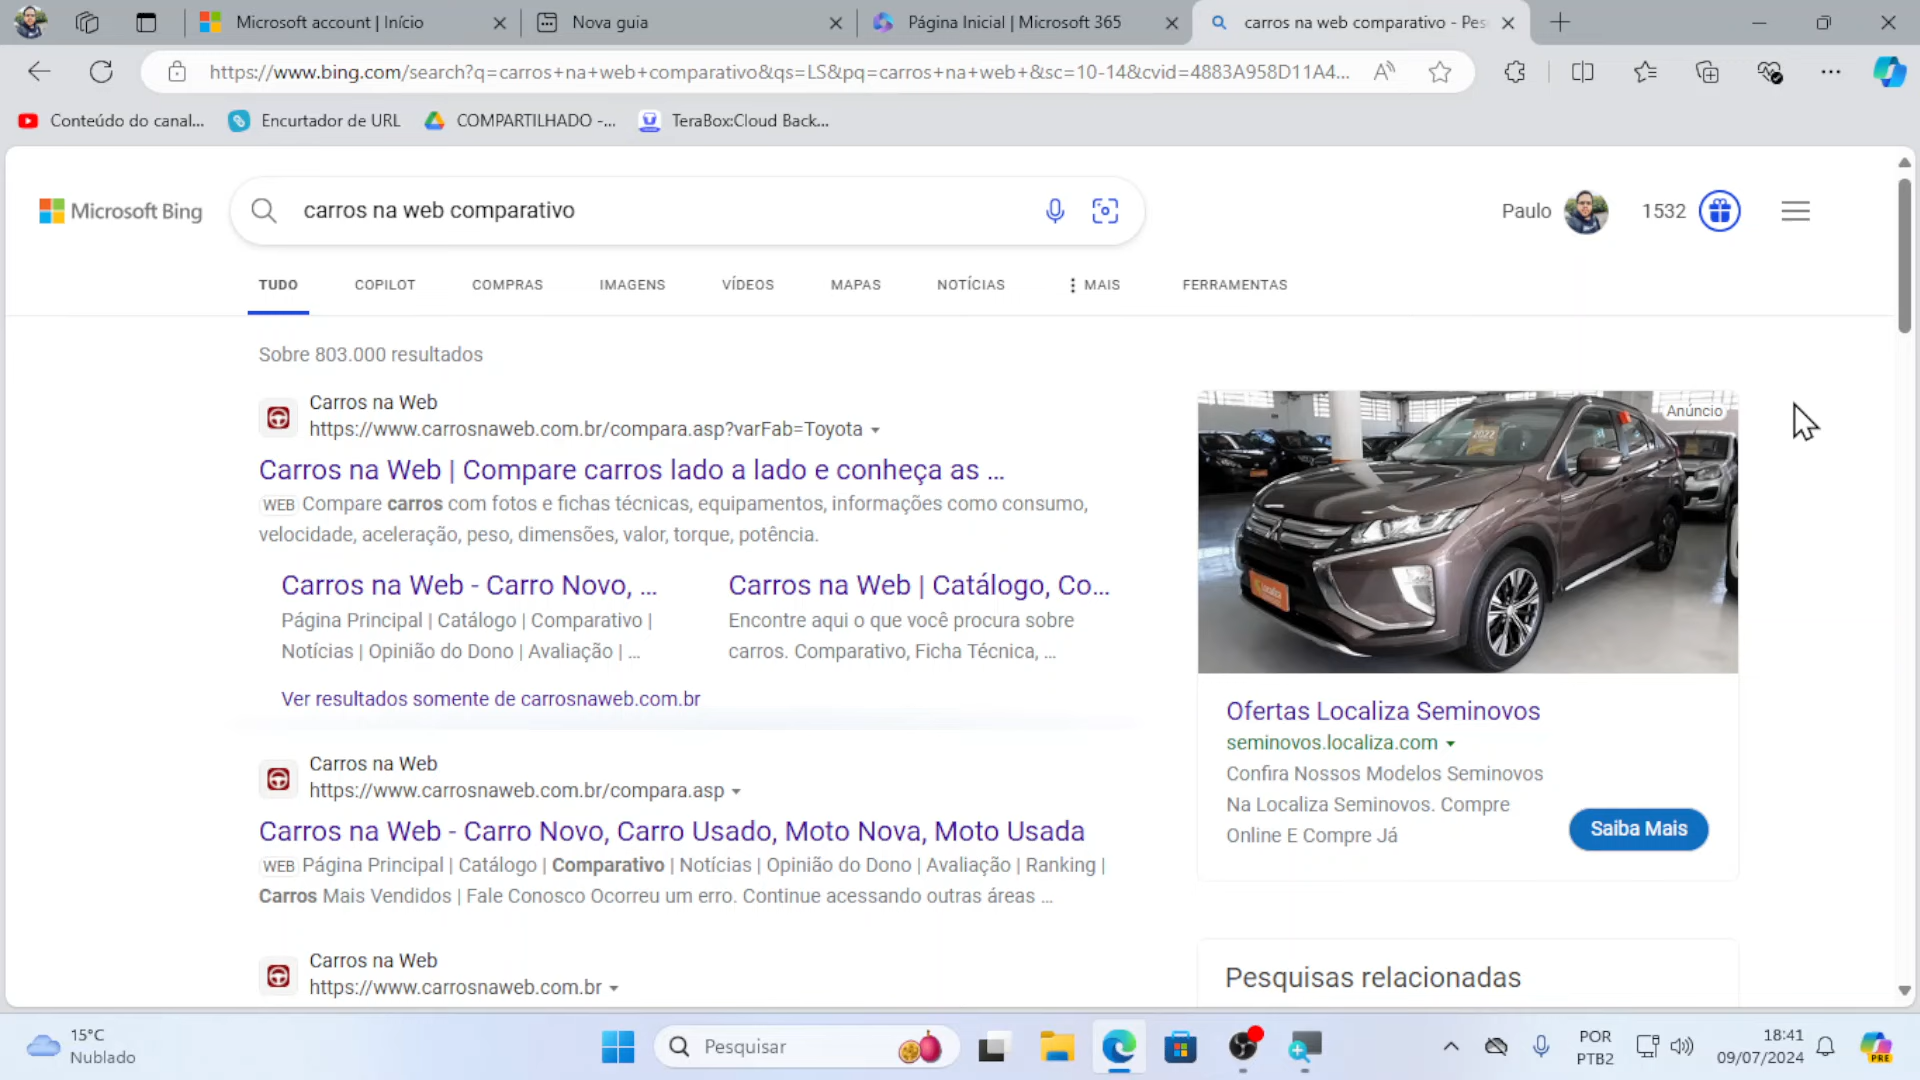 Microsoft account | Início
Nova guia
Página Inicial | Microsoft 365
carros na web comparativo - Pes
https://www.bing.com/search?q=carros+na+web+comparativo&qs=LS&pq=carros+na+web+&sc=10-14&cvid=4883A958D11A4...
Conteúdo do canal...
Encurtador de URL
COMPARTILHADO -...
TeraBox:Cloud Back...
Microsoft Bing
carros na web comparativo
Paulo
1532
TUDO
COPILOT
COMPRAS
IMAGENS
VÍDEOS
MAPAS
NOTÍCIAS
MAIS
FERRAMENTAS
Sobre 803.000 resultados
Carros na Web
https://www.carrosnaweb.com.br/compara.asp?varFab=Toyota
Carros na Web | Compare carros lado a lado e conheça as ...
WEB Compare carros com fotos e fichas técnicas, equipamentos, informações como consumo,
velocidade, aceleração, peso, dimensões, valor, torque, potência.
Carros na Web - Carro Novo, ...
Página Principal | Catálogo | Comparativo |
Notícias | Opinião do Dono | Avaliação | ...
Carros na Web | Catálogo, Co...
Encontre aqui o que você procura sobre
carros. Comparativo, Ficha Técnica, ...
Ver resultados somente de carrosnaweb.com.br
Carros na Web
https://www.carrosnaweb.com.br/compara.asp
Carros na Web - Carro Novo, Carro Usado, Moto Nova, Moto Usada
WEB Página Principal | Catálogo | Comparativo | Notícias | Opinião do Dono | Avaliação | Ranking |
Carros Mais Vendidos | Fale Conosco Ocorreu um erro. Continue acessando outras áreas ...
Carros na Web
https://www.carrosnaweb.com.br
Anúncio
2022
Ofertas Localiza Seminovos
seminovos.localiza.com
Confira Nossos Modelos Seminovos
Na Localiza Seminovos. Compre
Online E Compre Já
Saiba Mais
Pesquisas relacionadas
15°C
Nublado
Pesquisar
POR
PTB2
18:41
09/07/2024
PRE